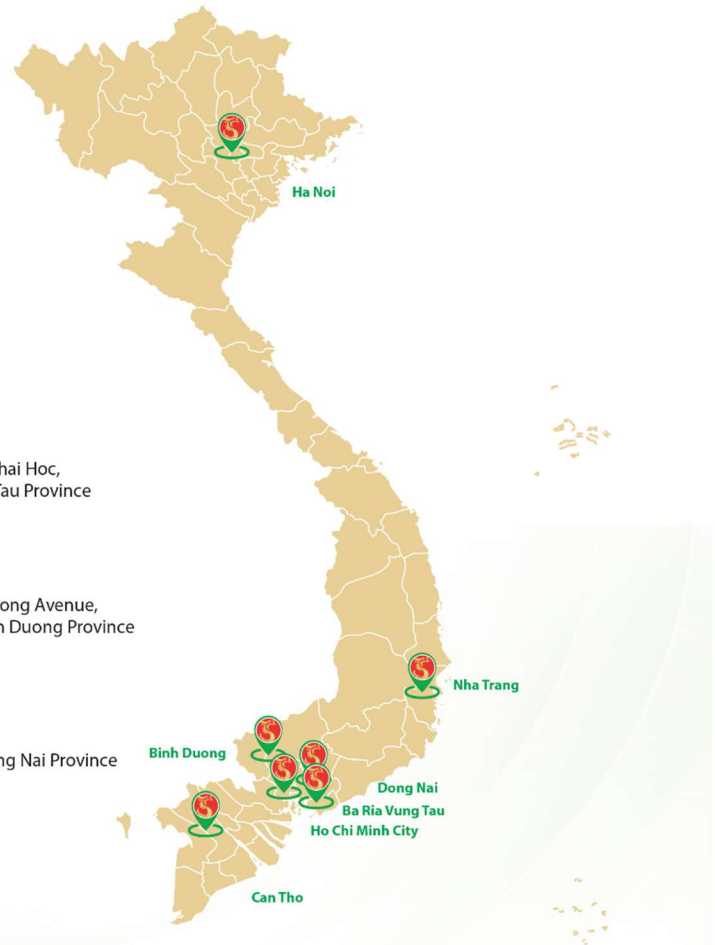 Ha Noi
hai Hoc,
Tau Province
ong Avenue,
h Duong Province
Nha Trang
Binh Duong
ng Nai Province
Dong Nai
Ba Ria Vung Tau
Ho Chi Minh City
Can Tho